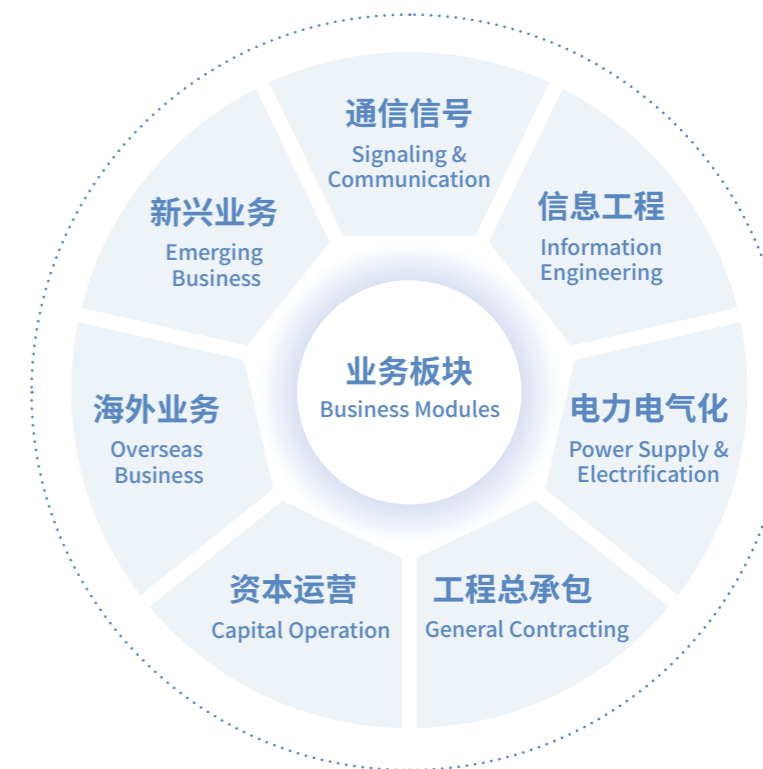 通信信号
Signaling &
Communication
信息工程
Information
Engineering
电力电气化
Power Supply &
Electrification
工程总承包
General Contracting
资本运营
Capital Operation
海外业务
Overseas
Business
新兴业务
Emerging
Business
业务板块
Business Modules